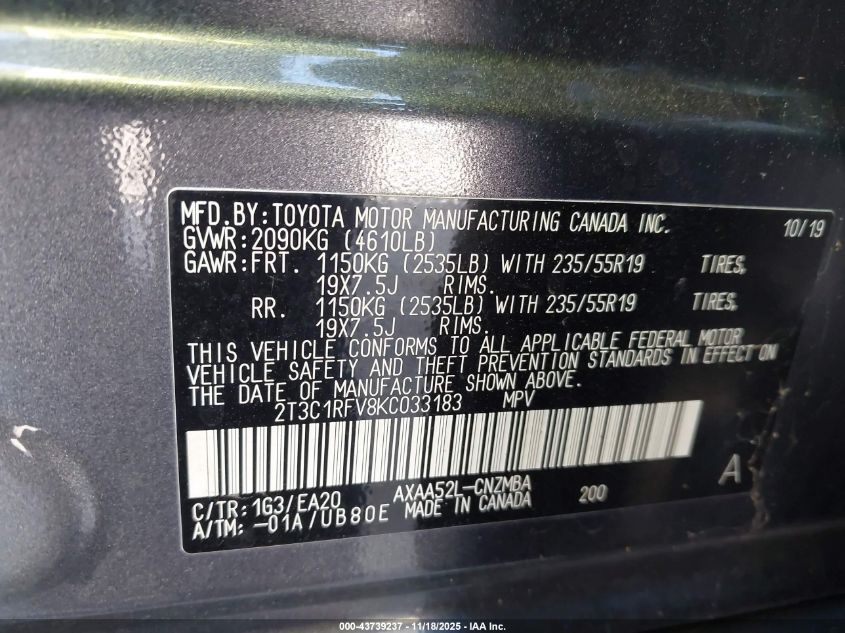 MFD.BY:TOYOTA MOTOR MANUFACTURING CANADA INC. 10/19
GVWR:2090KG (4610LB)
GAWR:FRT. 1150KG (2535LB) WITH 235/55R19 TIRES,
19X7.5J RIMS.
RR. 1150KG (2535LB) WITH 235/55R19 TIRES,
19X7.5J RIMS.
THIS VEHICLE CONFORMS TO ALL APPLICABLE FEDERAL MOTOR
VEHICLE SAFETY AND THEFT PREVENTION STANDARDS IN EFFECT ON
THE DATE OF MANUFACTURE SHOWN ABOVE.
2T3C1RFV8KC033183 MPV
C/TR: 1G3/EA20 AXAA52L-CNZMBA 200 A
A/TM: -01A/UB80E MADE IN CANADA
000-43739237 - 11/18/2025 - IAA Inc.